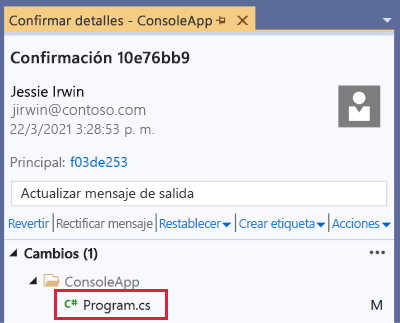 Confirmar detalles - ConsoleApp
Confirmación 10e76bb9
Jessie Irwin
jirwin@contoso.com
22/3/2021 3:28:53 p. m.
Principal: f03de253
Actualizar mensaje de salida
Revertir Rectificar mensaje Restablecer Crear etiqueta Acciones
Cambios (1) ...
ConsoleApp
C# Program.cs M